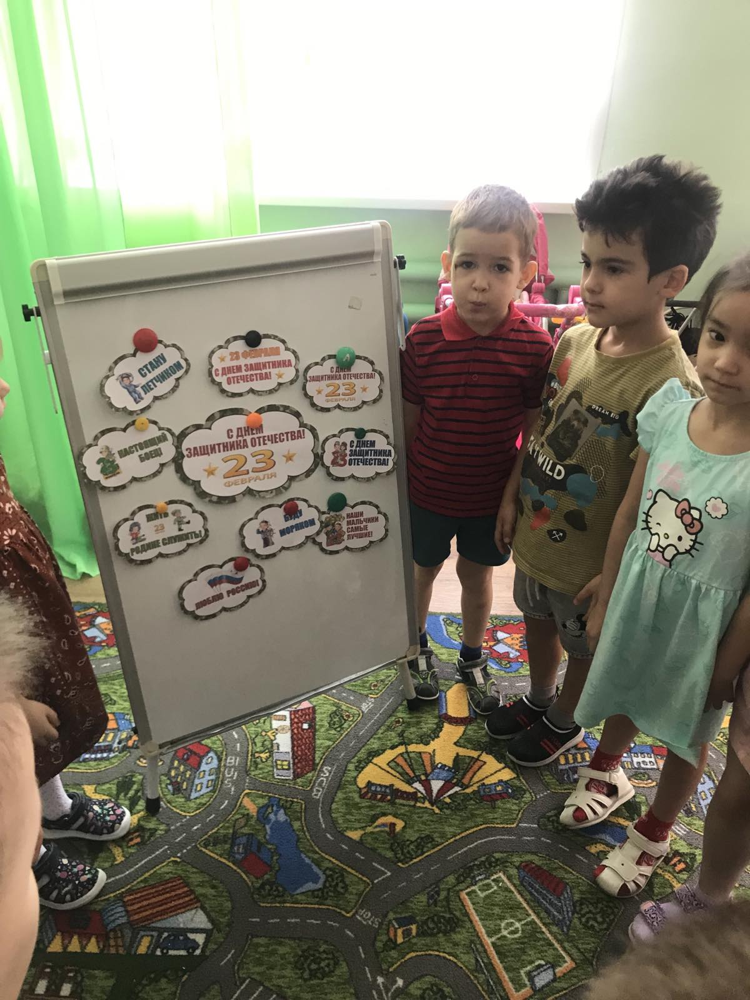 СТАНУ
ЛЕТЧИКОМ
23 ФЕВРАЛЯ
С ДНЕМ ЗАЩИТНИКА
ОТЕЧЕСТВА!
С ДНЕМ
ЗАЩИТНИКА ОТЕЧЕСТВА!
23
ФЕВРАЛЯ
НАСТОЯЩИЙ
БОЕЦ!
С ДНЕМ
ЗАЩИТНИКА ОТЕЧЕСТВА!
23
ФЕВРАЛЯ
С ДНЕМ
ЗАЩИТНИКА
ОТЕЧЕСТВА!
ЖИТЬ
23
РОДИНЕ СЛУЖИТЬ!
БУДУ
МОРЯКОМ
НАШИ
МАЛЬЧИКИ
САМЫЕ
ЛУЧШИЕ!
ЛЮБЛЮ РОССИЮ!
DREAM BIG
WILD
BUS
STOP